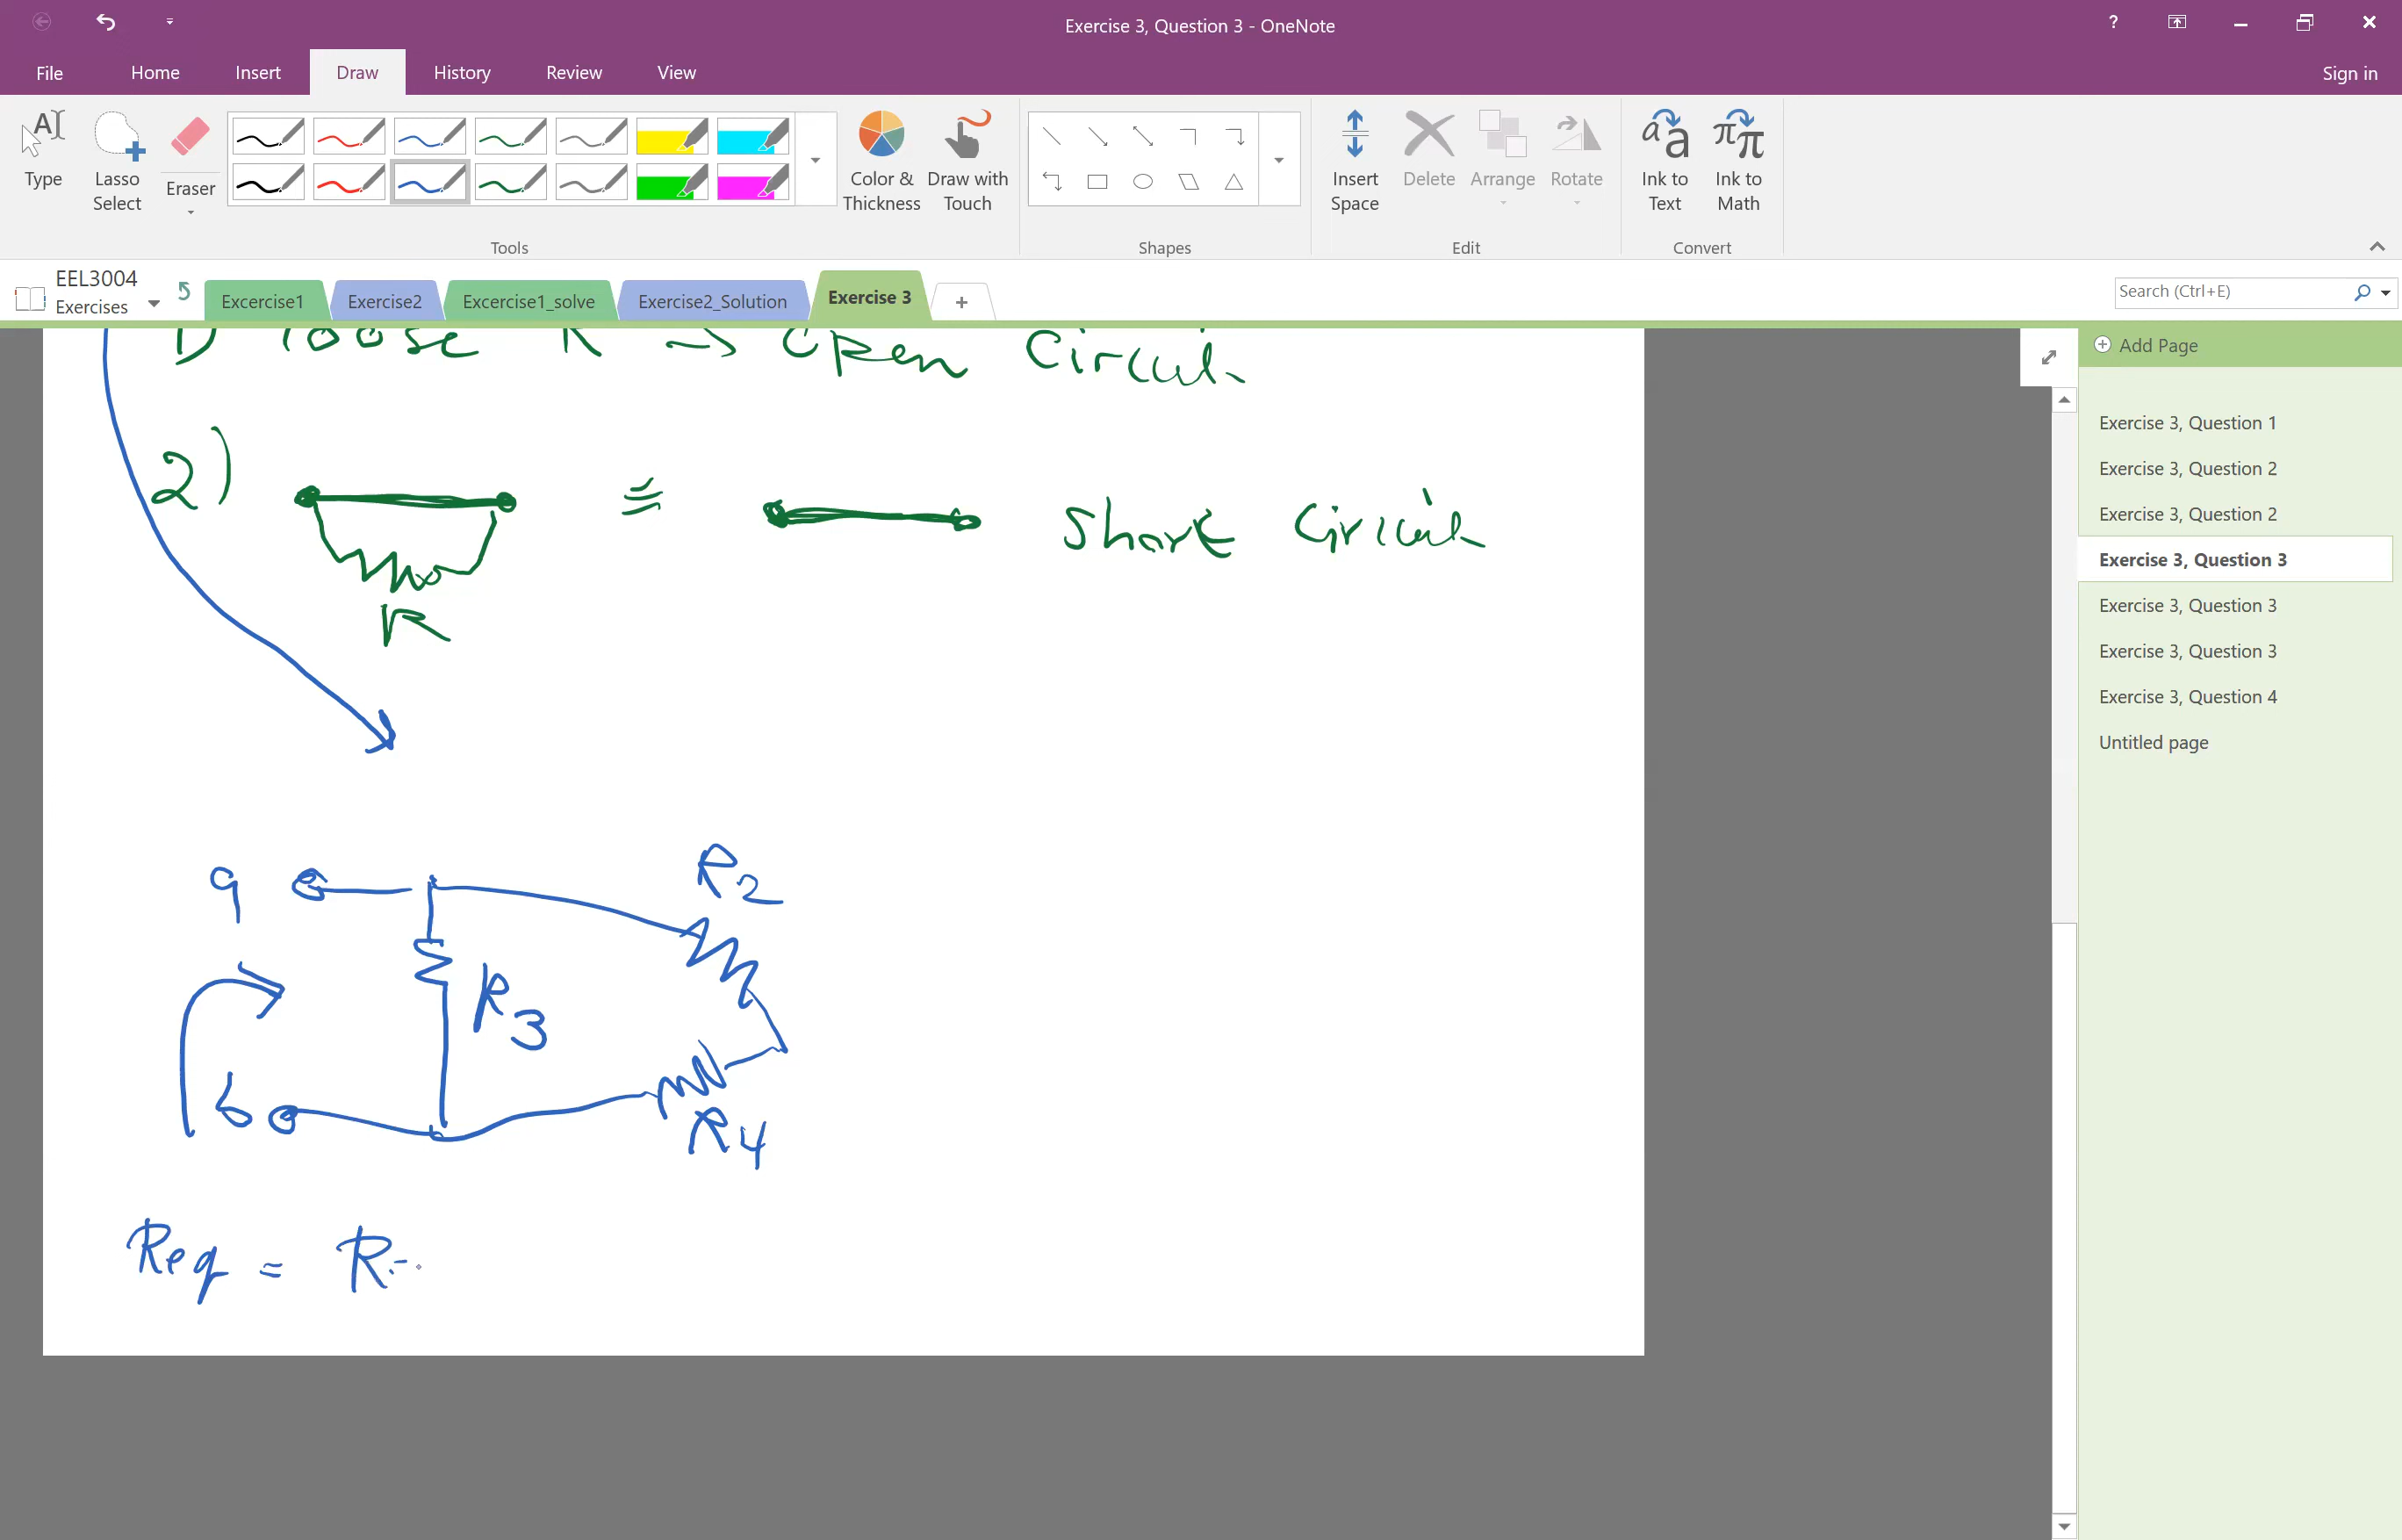 Exercise 3, Question 3 - OneNote
?
File Home Insert Draw History Review View Sign in
Type
Lasso Select
Eraser
Color & Thickness
Draw with Touch
Insert Space
Delete
Arrange
Rotate
Ink to Text
Ink to Math
Tools
Shapes
Edit
Convert
EEL3004
Exercises
Excercise1 Exercise2 Excercise1_solve Exercise2_Solution Exercise 3 +
Search (Ctrl+E)
Add Page
Exercise 3, Question 1
Exercise 3, Question 2
Exercise 3, Question 2
Exercise 3, Question 3
Exercise 3, Question 3
Exercise 3, Question 3
Exercise 3, Question 4
Untitled page
loose R → open
2)
R
Short
a
R2
R3
b
R4
Req = R